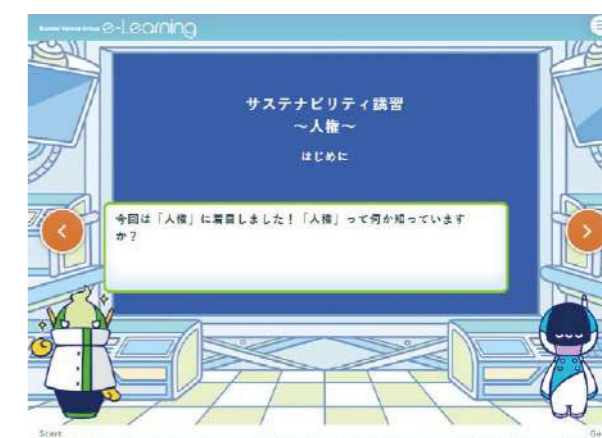 e-Learning
サステナビリティ講習
～人権～
はじめに
今回は「人権」に着目しました！「人権」って何か知っています
か？
Start